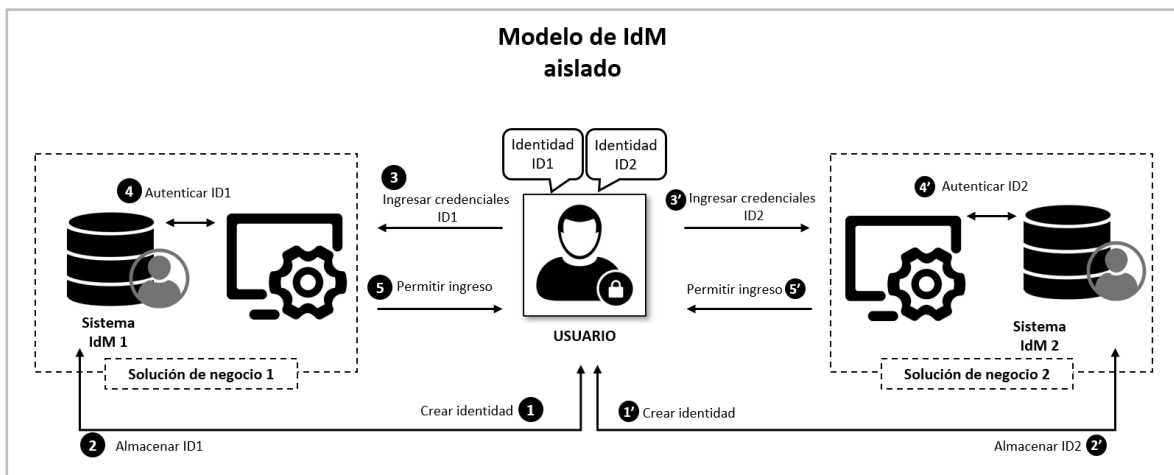 Modelo de IdM
aislado
Identidad
ID1
Identidad
ID2
4 Autenticar ID1
3
Ingresar credenciales
ID1
3’ Ingresar credenciales
ID2
4’ Autenticar ID2
5 Permitir ingreso
Permitir ingreso 5’
Sistema
IdM 1
USUARIO
Sistema
IdM 2
Solución de negocio 1
Solución de negocio 2
Crear identidad 1
1’ Crear identidad
2 Almacenar ID1
Almacenar ID2 2’